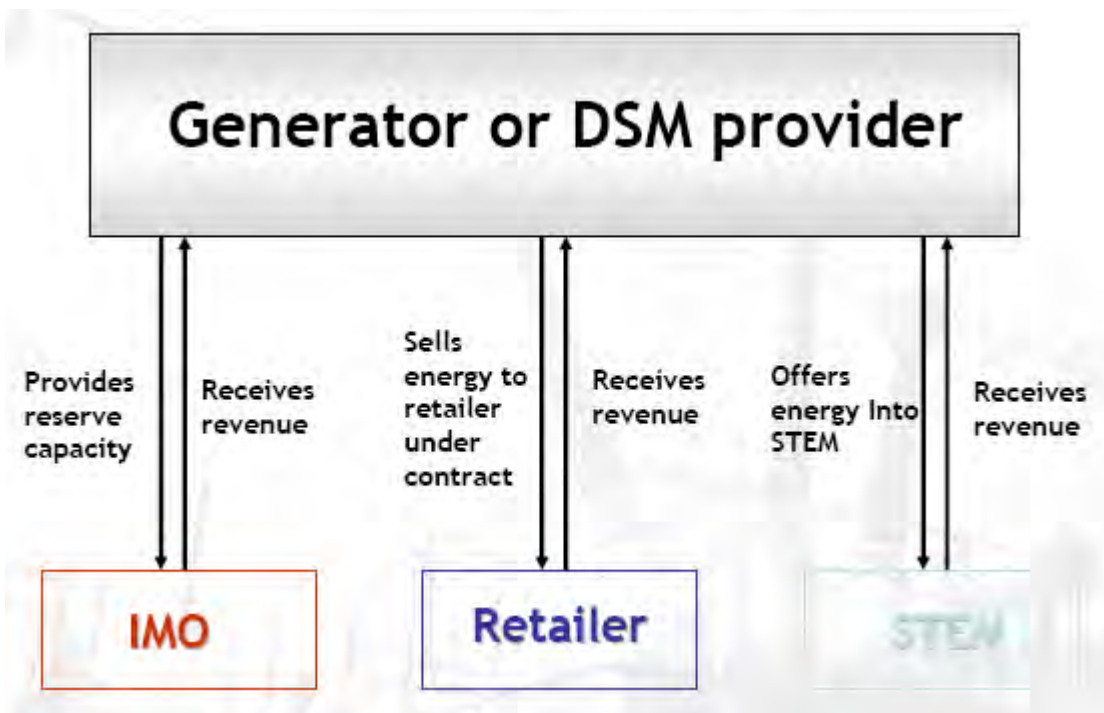 Generator or DSM provider
Provides
reserve
capacity
Receives
revenue
Sells
energy to
retailer
under
contract
Receives
revenue
Offers
energy Into
STEM
Receives
revenue
IMO
Retailer
STEM